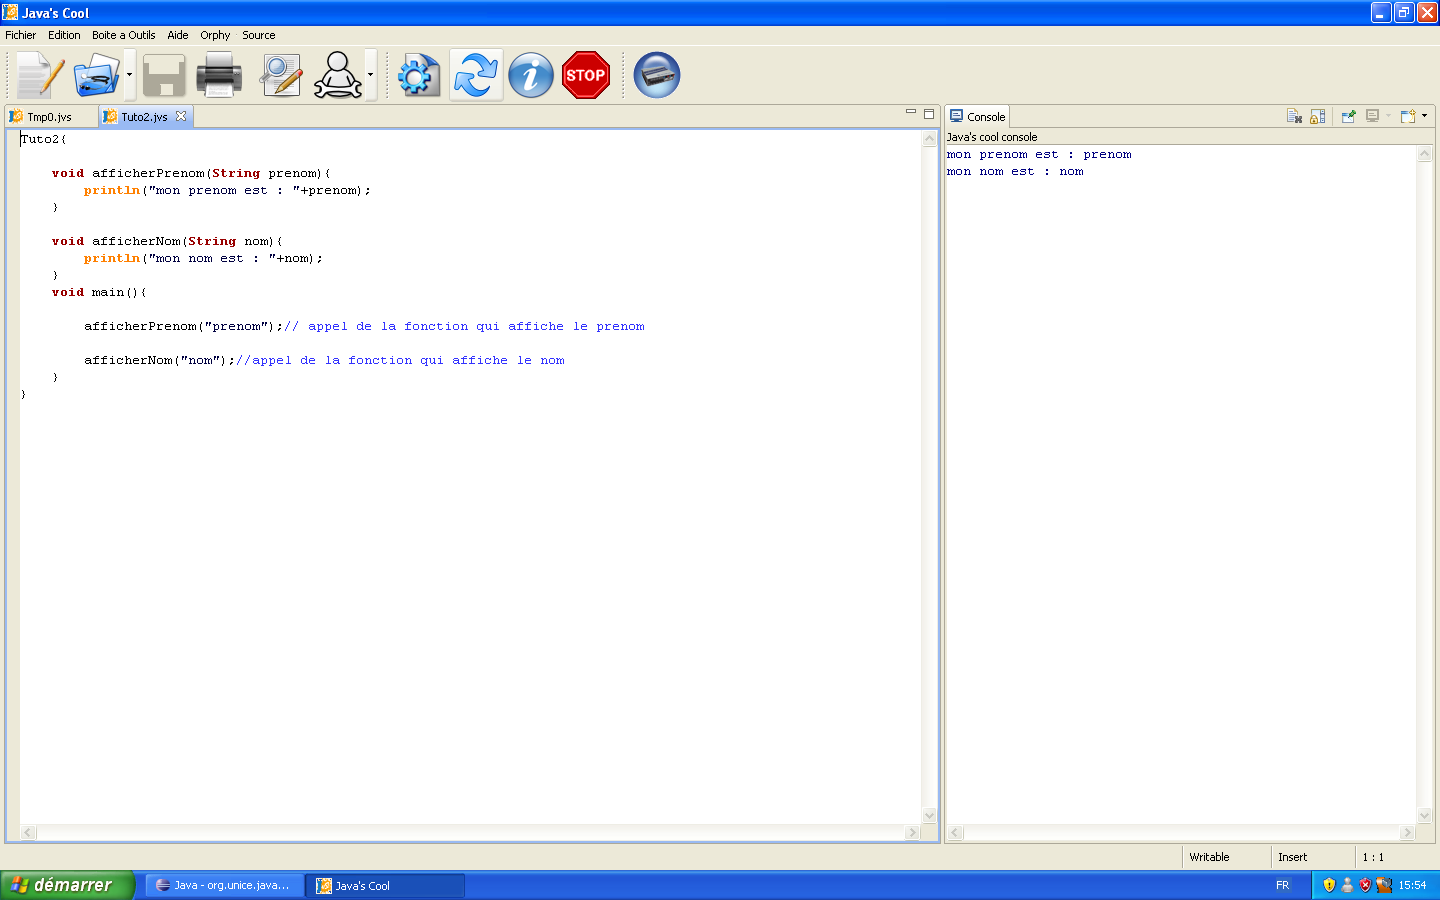 Java's Cool
Fichier Edition Boite a Outils Aide Orphy Source
STOP
Tmp0.jvs Tuto2.jvs
Tuto2{
void afficherPrenom(String prenom){
println("mon prenom est : "+prenom);
}
void afficherNom(String nom){
println("mon nom est : "+nom);
}
void main(){
afficherPrenom("prenom");// appel de la fonction qui affiche le prenom
afficherNom("nom");//appel de la fonction qui affiche le nom
}
}
Console
Java's cool console
mon prenom est : prenom
mon nom est : nom
Writable Insert 1 : 1
démarrer Java - org.unice.java... Java's Cool FR 15:54